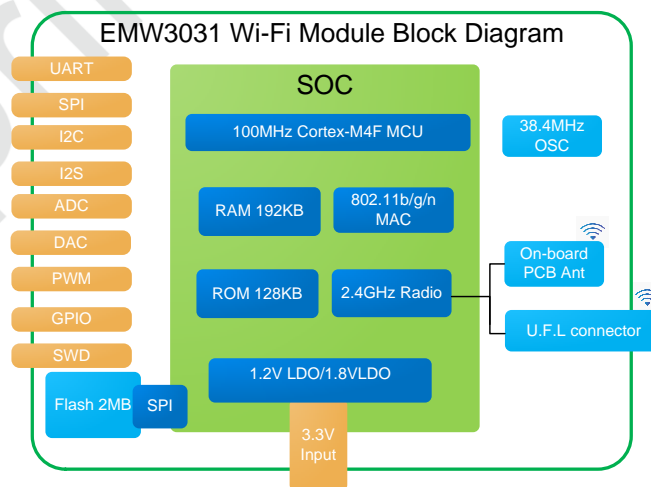 EMW3031 Wi-Fi Module Block Diagram
UART
SPI
I2C
I2S
ADC
DAC
PWM
GPIO
SWD
Flash 2MB
SPI
SOC
100MHz Cortex-M4F MCU
RAM 192KB
802.11b/g/n
MAC
ROM 128KB
2.4GHz Radio
1.2V LDO/1.8VLDO
3.3V
Input
38.4MHz
OSC
On-board
PCB Ant
U.F.L connector